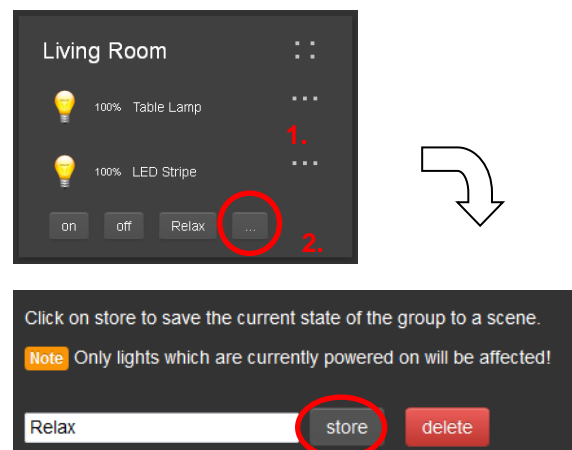 Living Room
100% Table Lamp
1.
100% LED Stripe
on off Relax ...
2.
Click on store to save the current state of the group to a scene.
Note Only lights which are currently powered on will be affected!
Relax store delete